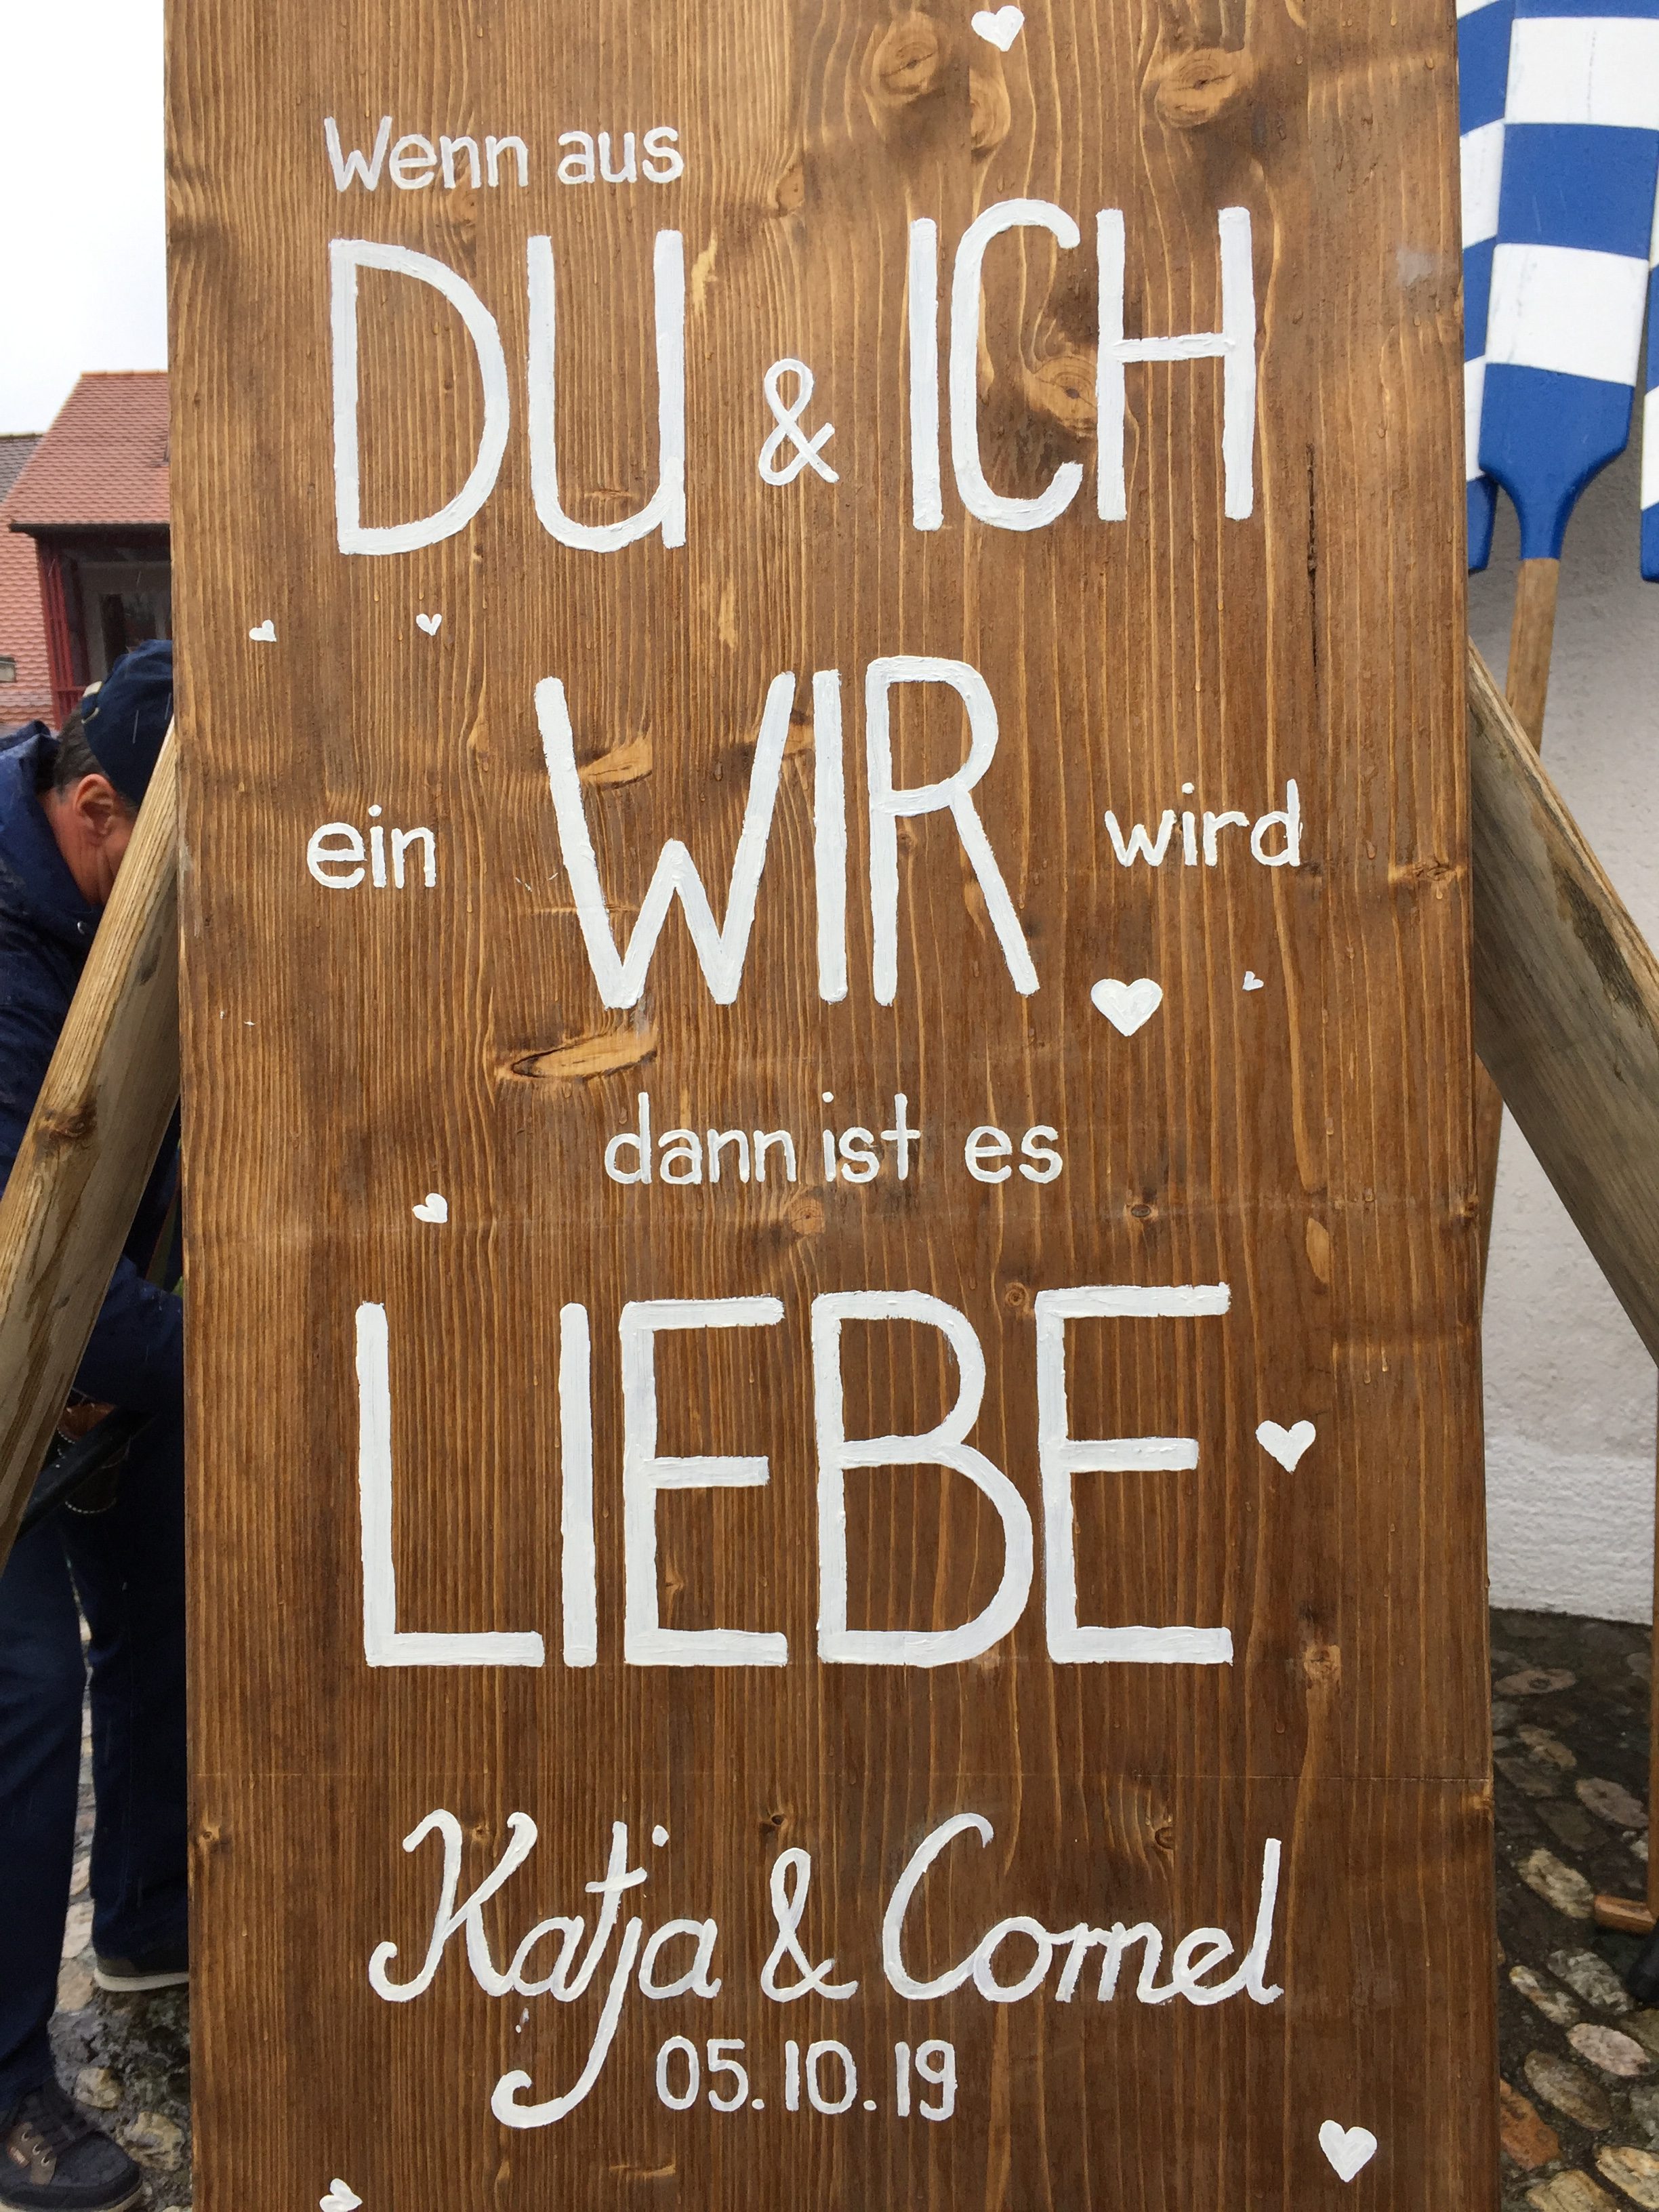 Wenn aus
DU & ICH
ein WIR wird
dann ist es
LIEBE
Katja & Cornel
05.10.19